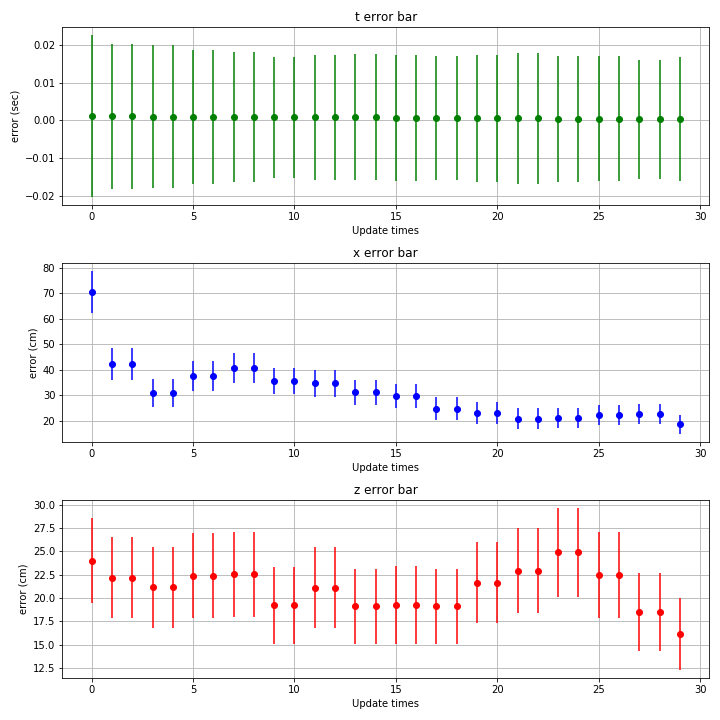 t error bar
error (sec)
0.02
0.01
0.00
−0.01
−0.02
0 5 10 15 20 25 30
Update times
x error bar
error (cm)
80
70
60
50
40
30
20
0 5 10 15 20 25 30
Update times
z error bar
error (cm)
30.0
27.5
25.0
22.5
20.0
17.5
15.0
12.5
0 5 10 15 20 25 30
Update times